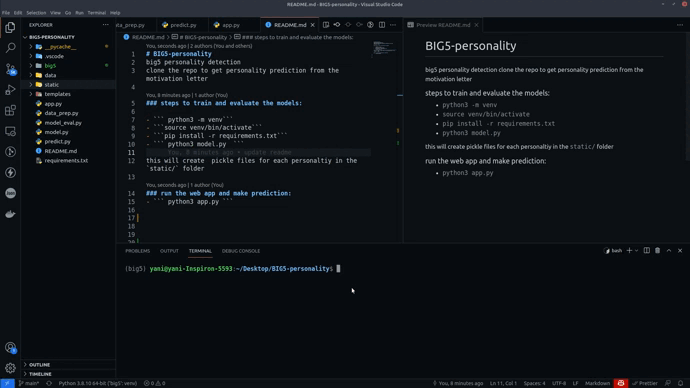 README.md - BIG5-personality - Visual Studio Code
File Edit Selection View Go Run Terminal Help
EXPLORER
BIG5-PERSONALITY
__pycache__
.vscode
big5
data
static
templates
app.py
data_prep.py
model_eval.py
model.py
predict.py
README.md
requirements.txt
OUTLINE
TIMELINE
ata_prep.py predict.py app.py README.md
README.md > # BIG5-personality > ### steps to train and evaluate the models:
You, seconds ago | 2 authors (You and others)
1 # BIG5-personality
2 big5 personality detection
3 clone the repo to get personality prediction from the
motivation letter
4
You, 8 minutes ago | 1 author (You)
5 ### steps to train and evaluate the models:
6
7 - ``` python3 -m venv```
8 - ```source venv/bin/activate```
9 - ```pip install -r requirements.txt```
10 - ``` python3 model.py ```
11 You, 8 minutes ago • update readme
12 this will create  pickle files for each personaltiy in the
`static/` folder
13
You, seconds ago | 1 author (You)
14 ### run the web app and make prediction:
15 - ``` python3 app.py ```
16
17
18
19
20
Preview README.md
BIG5-personality
big5 personality detection clone the repo to get personality prediction from the
motivation letter
steps to train and evaluate the models:
python3 -m venv
source venv/bin/activate
pip install -r requirements.txt
python3 model.py
this will create pickle files for each personaltiy in the static/ folder
run the web app and make prediction:
python3 app.py
PROBLEMS OUTPUT TERMINAL DEBUG CONSOLE
bash
(big5) yani@yani-Inspiron-5593:~/Desktop/BIG5-personality$
main* Python 3.8.10 64-bit ('big5': venv) 0 0 You, 8 minutes ago Ln 11, Col 1 Spaces: 4 UTF-8 LF Markdown Prettier